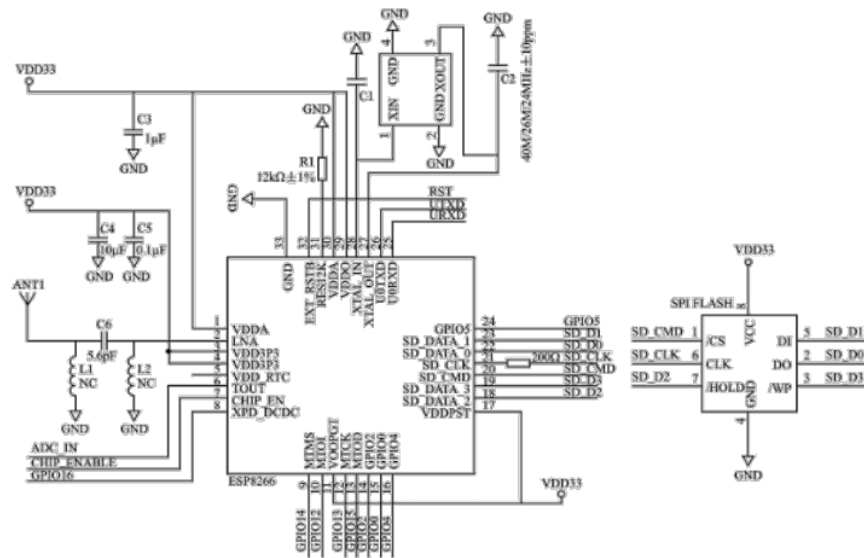 GND
GND
GND
4
3
VDD33
GND
XOUT
C2
C1
XIN
GND
40M/26M/24MHz±10ppm
C3
1μF
GND
1
2
GND
R1
12kΩ±1%
GND
VDD33
RST
UTXD
URXD
GND
C4
10μF
C5
0.1μF
GND
GND
33
32
31
30
29
28
27
26
25
GND
EXT_RSTB
RES12K
VDDA
VDDO
XTAL_IN
XTAL_OUT
U0TXD
U0RXD
VDD33
ANT1
SPI FLASH
8
C6
5.6pF
L1
NC
L2
NC
GND
GND
1 VDDA
2 LNA
3 VDD3P3
4 VDD3P3
5 VDD_RTC
6 TOUT
7 CHIP_EN
8 XPD_DCDC
GPIO5 24 GPIO5
SD_DATA_1 23 SD_D1
SD_DATA_0 22 SD_D0
SD_CLK 21 200Ω SD_CLK
SD_CMD 20 SD_CMD
SD_DATA_3 19 SD_D3
SD_DATA_2 18 SD_D2
VDDPST 17
SD_CMD 1 /CS VCC DI 5 SD_D1
SD_CLK 6 CLK DO 2 SD_D0
SD_D2 7 /HOLD GND /WP 3 SD_D3
4
GND
ADC_IN
CHIP_ENABLE
GPIO16
MTMS
MTOI
VOOPGT
MTCK
MTOD
GPIO2
GPIO0
GPIO4
ESP8266
9
10
11
12
13
14
15
16
VDD33
GPIO14
GPIO12
GPIO13
GPIO15
GPIO2
GPIO0
GPIO4